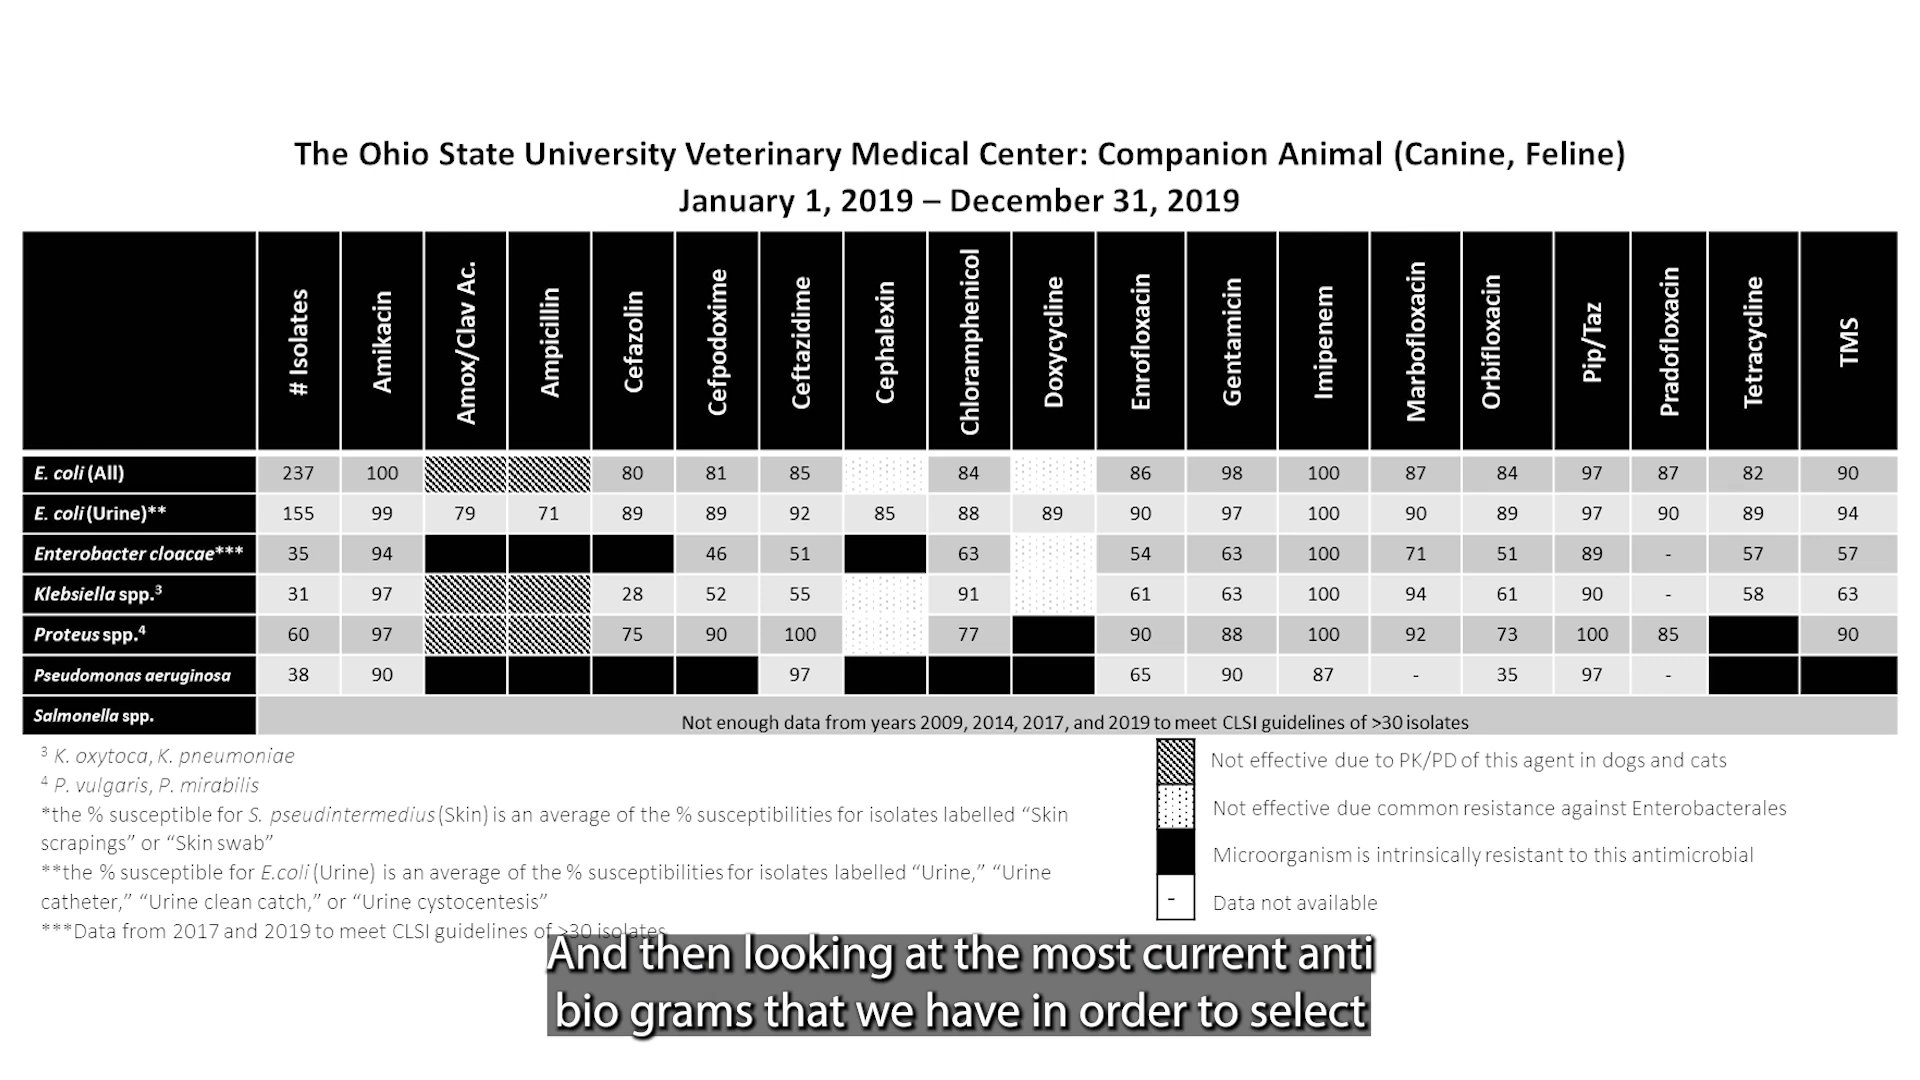 The Ohio State University Veterinary Medical Center: Companion Animal (Canine, Feline)
January 1, 2019 – December 31, 2019
# Isolates Amikacin Amox/Clav Ac. Ampicillin Cefazolin Cefpodoxime Ceftazidime Cephalexin Chloramphenicol Doxycycline Enrofloxacin Gentamicin Imipenem Marbofloxacin Orbifloxacin Pip/Taz Pradofloxacin Tetracycline TMS
E. coli (All) 237 100 80 81 85 84 86 98 100 87 84 97 87 82 90
E. coli (Urine)** 155 99 79 71 89 89 92 85 88 89 90 97 100 90 89 97 90 89 94
Enterobacter cloacae*** 35 94 46 51 63 54 63 100 71 51 89 - 57 57
Klebsiella spp.³ 31 97 28 52 55 91 61 63 100 94 61 90 - 58 63
Proteus spp.⁴ 60 97 75 90 100 77 90 88 100 92 73 100 85 90
Pseudomonas aeruginosa 38 90 97 65 90 87 - 35 97 -
Salmonella spp. Not enough data from years 2009, 2014, 2017, and 2019 to meet CLSI guidelines of >30 isolates
³ K. oxytoca, K. pneumoniae
⁴ P. vulgaris, P. mirabilis
*the % susceptible for S. pseudintermedius (Skin) is an average of the % susceptibilities for isolates labelled “Skin
scrapings” or “Skin swab”
**the % susceptible for E.coli (Urine) is an average of the % susceptibilities for isolates labelled “Urine,” “Urine
catheter,” “Urine clean catch,” or “Urine cystocentesis”
***Data from 2017 and 2019 to meet CLSI guidelines of >30 isolates
Not effective due to PK/PD of this agent in dogs and cats
Not effective due common resistance against Enterobacterales
Microorganism is intrinsically resistant to this antimicrobial
- Data not available
And then looking at the most current anti
bio grams that we have in order to select